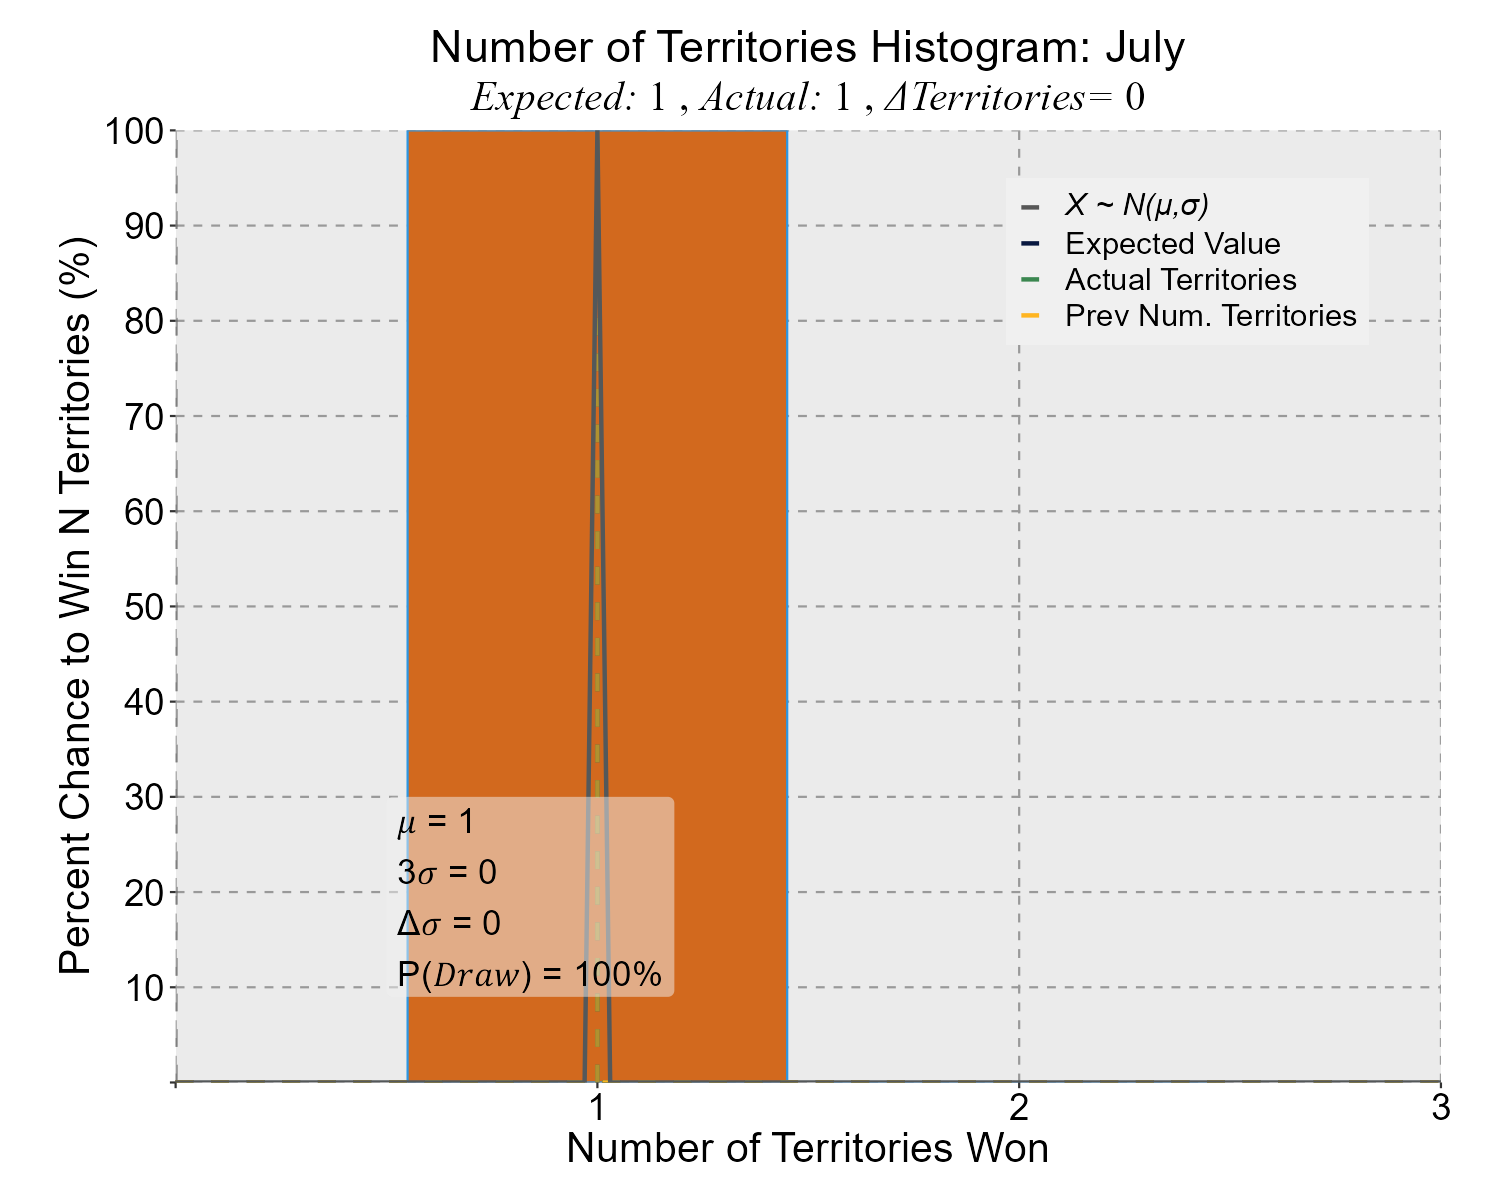 Number of Territories Histogram: July
Expected: 1 , Actual: 1 , ΔTerritories= 0
Percent Chance to Win N Territories (%)
100
90
80
70
60
50
40
30
20
10
X ~ N(μ,σ)
Expected Value
Actual Territories
Prev Num. Territories
μ = 1
3σ = 0
Δσ = 0
P(Draw) = 100%
1 2 3
Number of Territories Won